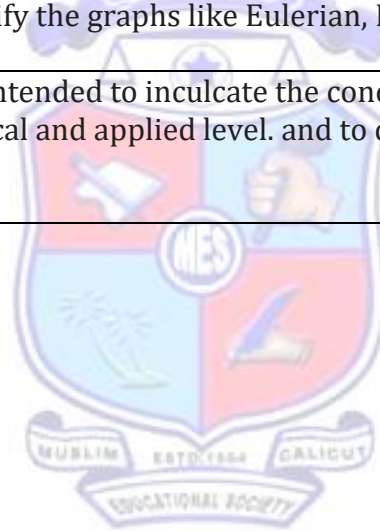 ify the graphs like Eulerian,
ntended to inculcate the conc
cal and applied level. and to c
MES
MUSLIM ESTD.1964 CALICUT
EDUCATIONAL SOCIETY